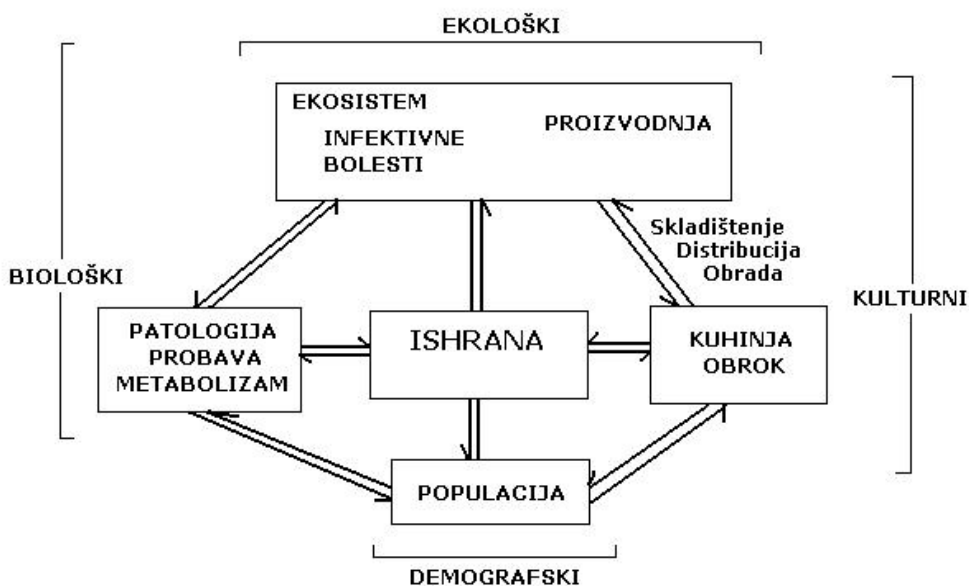 EKOLOŠKI
EKOSISTEM
INFEKTIVNE
BOLESTI
PROIZVODNJA
Skladištenje
Distribucija
Obrada
BIOLOŠKI
KULTURNI
PATOLOGIJA
PROBAVA
METABOLIZAM
ISHRANA
KUHINJA
OBROK
POPULACIJA
DEMOGRAFSKI